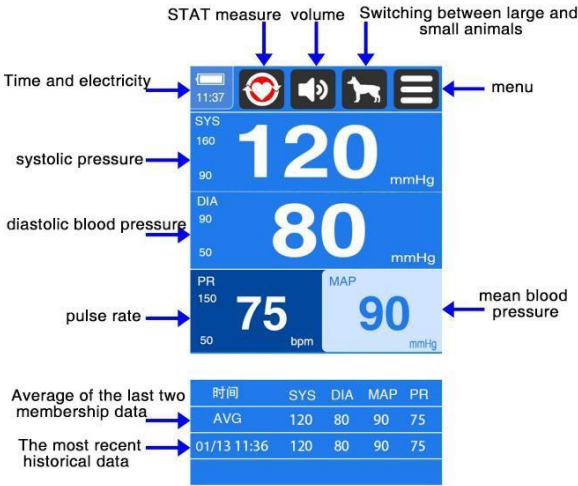 STAT measure
volume
Switching between large and
small animals
Time and electricity
11:37
menu
SYS
160
90
120
mmHg
systolic pressure
DIA
90
50
80
mmHg
diastolic blood pressure
PR
150
50
75
bpm
pulse rate
MAP
90
mmHg
mean blood
pressure
Average of the last two
membership data
The most recent
historical data
时间 SYS DIA MAP PR
AVG 120 80 90 75
01/13 11:36 120 80 90 75